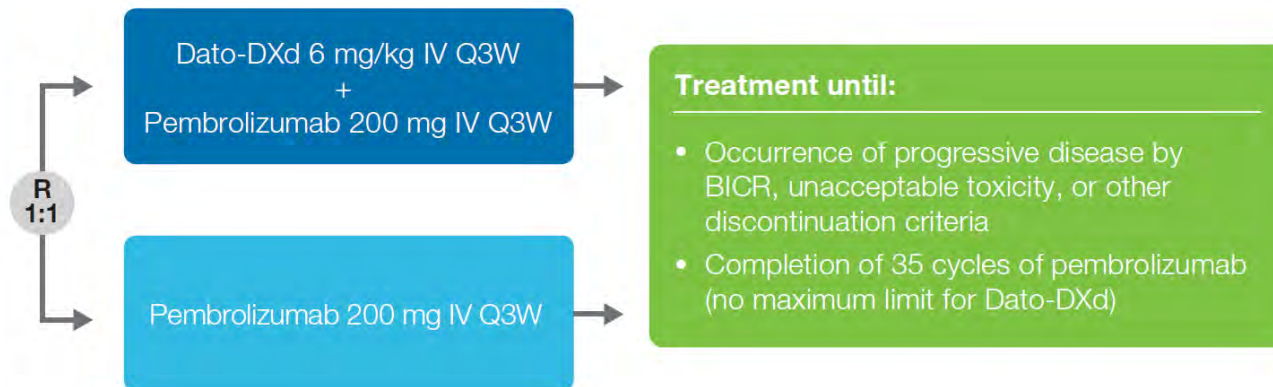 R
1:1
Dato-DXd 6 mg/kg IV Q3W
+
Pembrolizumab 200 mg IV Q3W
Pembrolizumab 200 mg IV Q3W
Treatment until:
• Occurrence of progressive disease by
BICR, unacceptable toxicity, or other
discontinuation criteria
• Completion of 35 cycles of pembrolizumab
(no maximum limit for Dato-DXd)